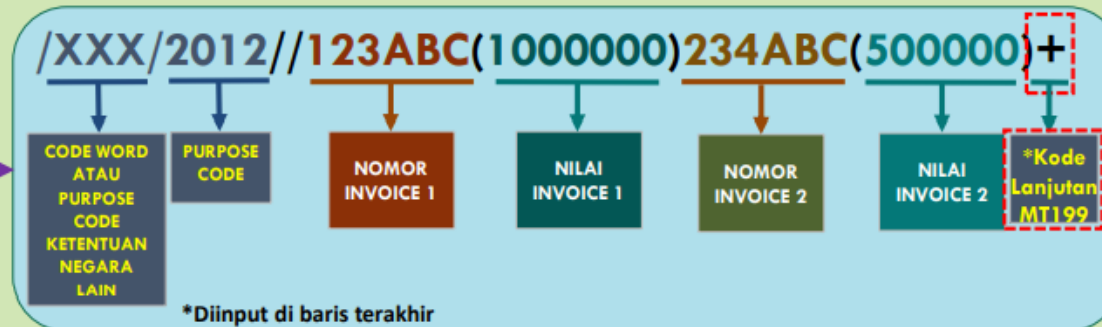 /XXX/2012//123ABC(1000000)234ABC(500000)+
CODE WORD
ATAU
PURPOSE
CODE
KETENTUAN
NEGARA
LAIN
PURPOSE
CODE
NOMOR
INVOICE 1
NILAI
INVOICE 1
NOMOR
INVOICE 2
NILAI
INVOICE 2
*Kode
Lanjutan
MT199
*Diinput di baris terakhir